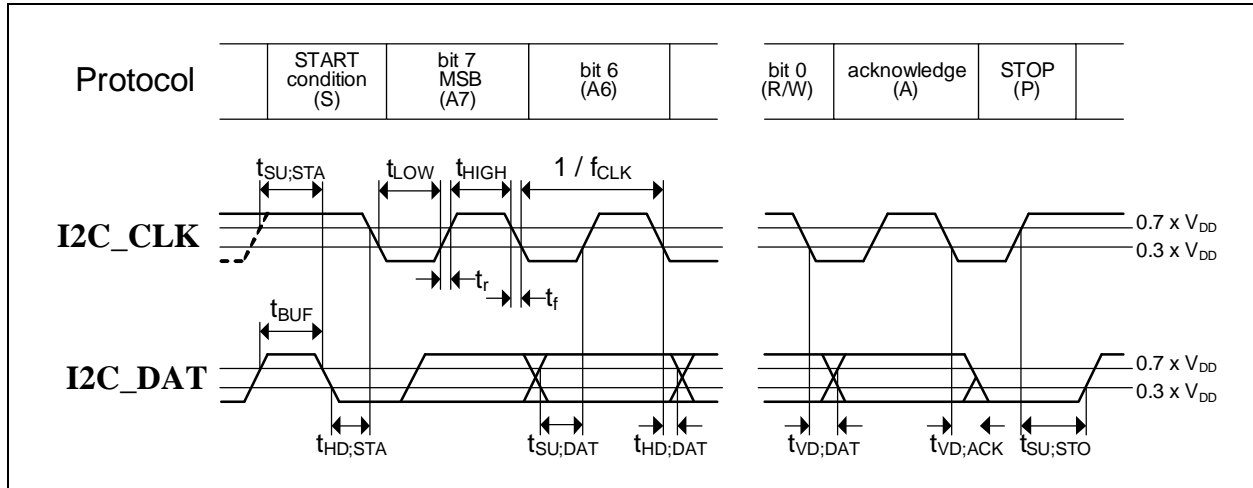 Protocol
START condition (S)
bit 7 MSB (A7)
bit 6 (A6)
bit 0 (R/W)
acknowledge (A)
STOP (P)
tSU;STA
tLOW
tHIGH
1 / fCLK
I2C_CLK
0.7 x VDD
0.3 x VDD
tr
tf
tBUF
I2C_DAT
0.7 x VDD
0.3 x VDD
tHD;STA
tSU;DAT
tHD;DAT
tVD;DAT
tVD;ACK
tSU;STO